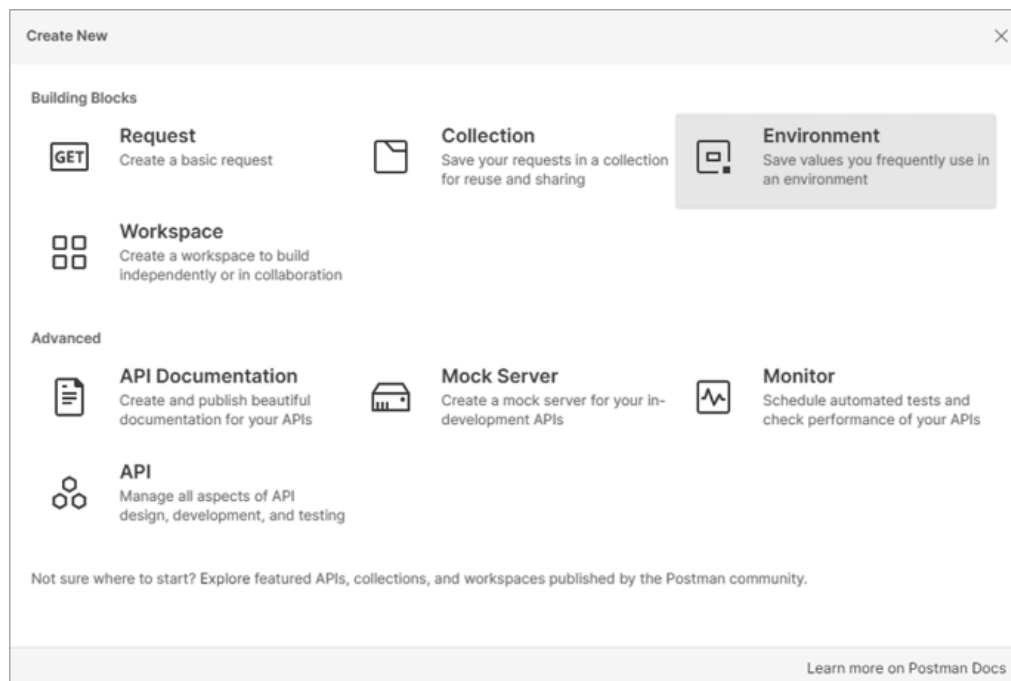 Create New
Building Blocks
GET
Request
Create a basic request
Collection
Save your requests in a collection
for reuse and sharing
Environment
Save values you frequently use in
an environment
Workspace
Create a workspace to build
independently or in collaboration
Advanced
API Documentation
Create and publish beautiful
documentation for your APIs
Mock Server
Create a mock server for your in-
development APIs
Monitor
Schedule automated tests and
check performance of your APIs
API
Manage all aspects of API
design, development, and testing
Not sure where to start? Explore featured APIs, collections, and workspaces published by the Postman community.
Learn more on Postman Docs